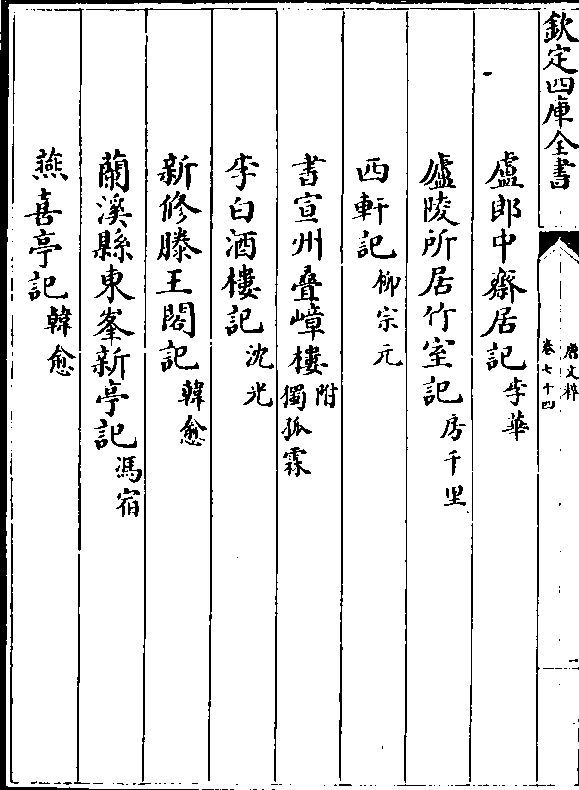 欽定四庫全書
唐文粹
卷七十四
盧郎中齋居記李華
廬陵所居竹室記房千里
西軒記柳宗元
書宣州疊嶂樓附獨孤霖
李白酒樓記沈光
新修滕王閣記韓愈
蘭溪縣東峯新亭記馮宿
燕喜亭記韓愈